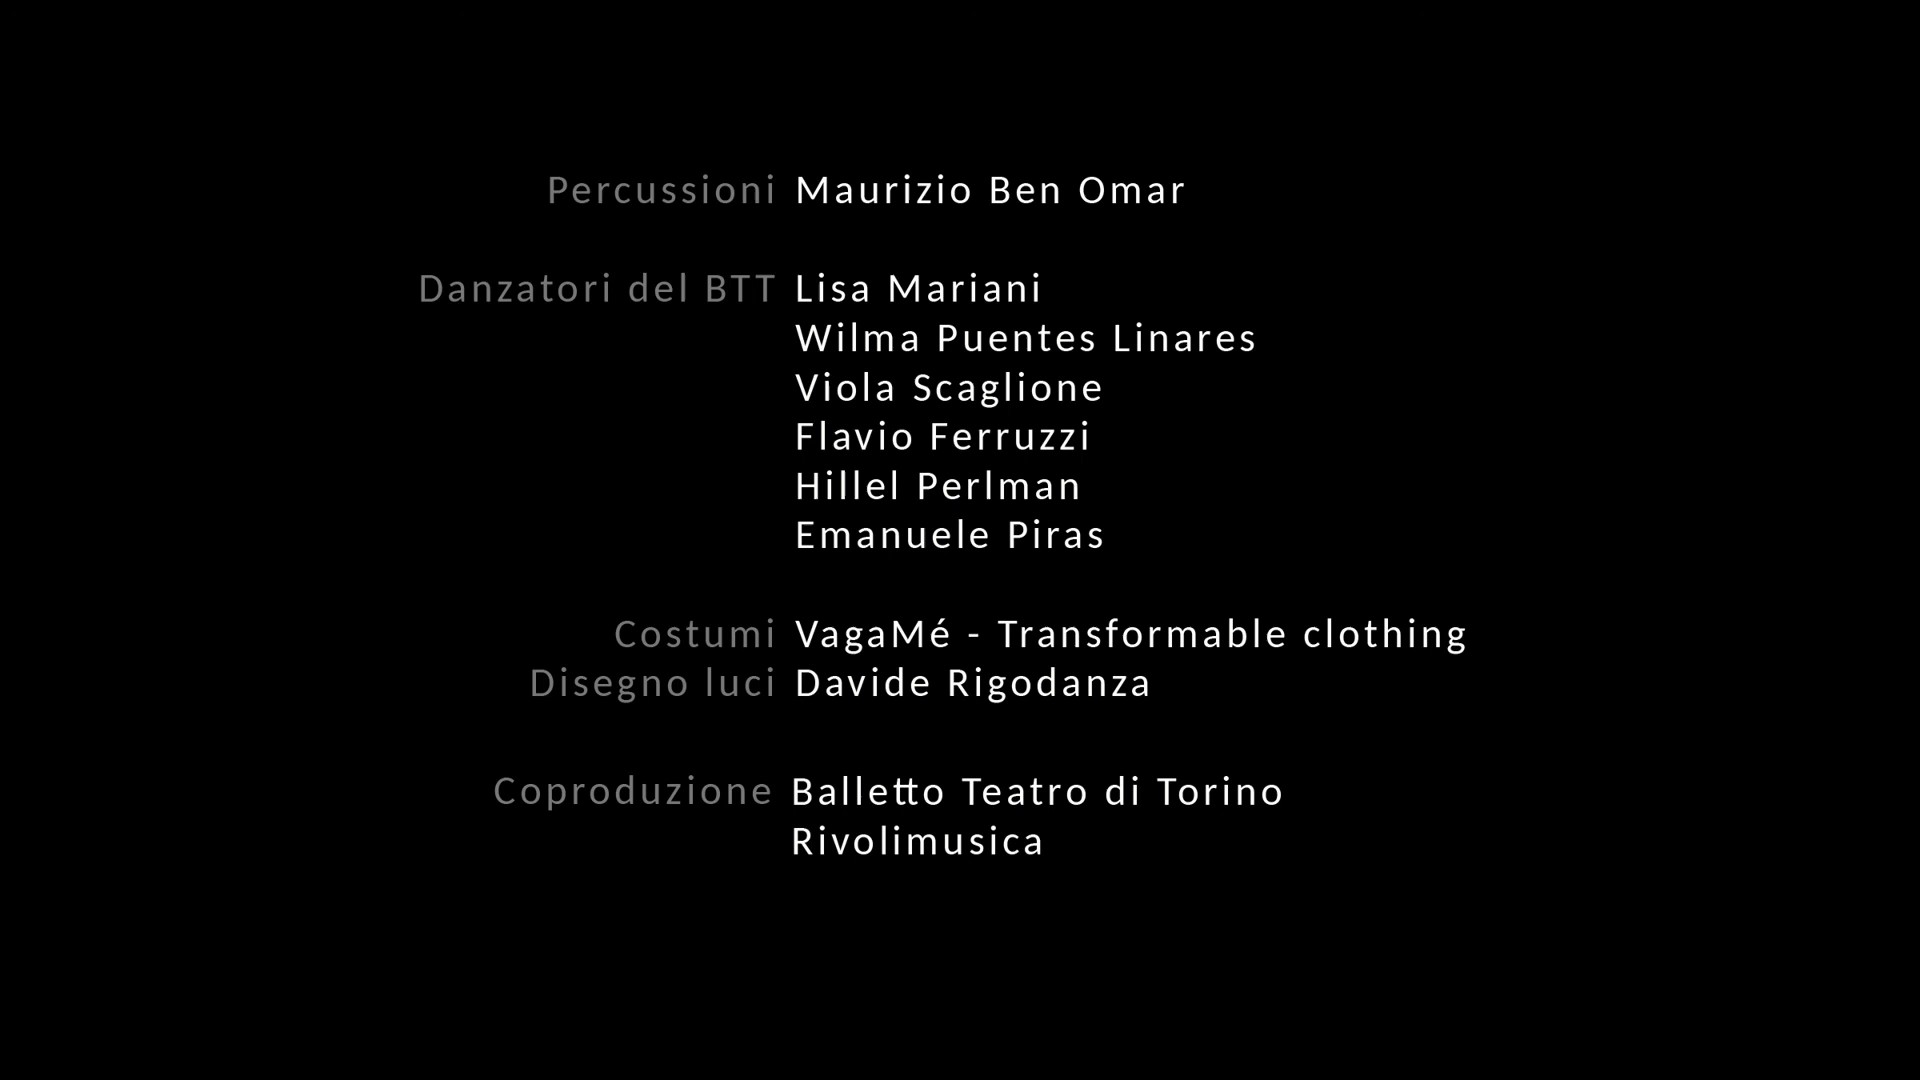 Percussioni Maurizio Ben Omar
Danzatori del BTT Lisa Mariani
Wilma Puentes Linares
Viola Scaglione
Flavio Ferruzzi
Hillel Perlman
Emanuele Piras
Costumi VagaMé - Transformable clothing
Disegno luci Davide Rigodanza
Coproduzione Balletto Teatro di Torino
Rivolimusica